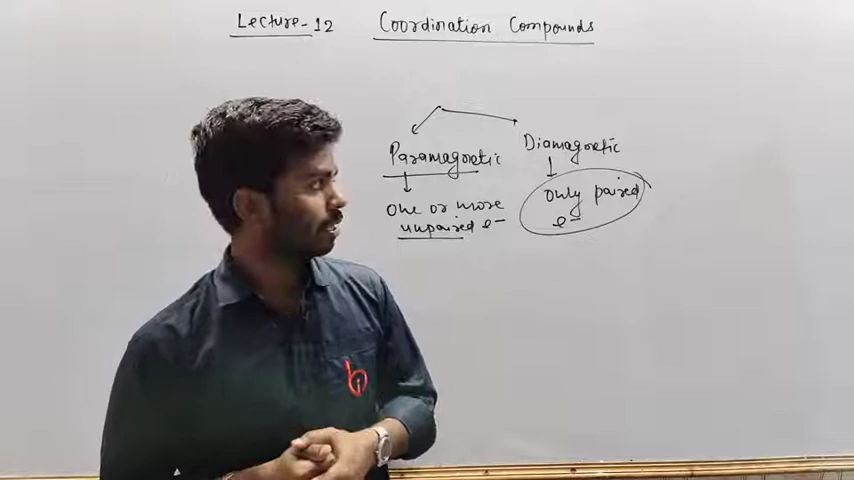 Lecture-12 Coordination Compounds
Paramagnetic Diamagnetic
One or more
unpaired e–
only paired
e–